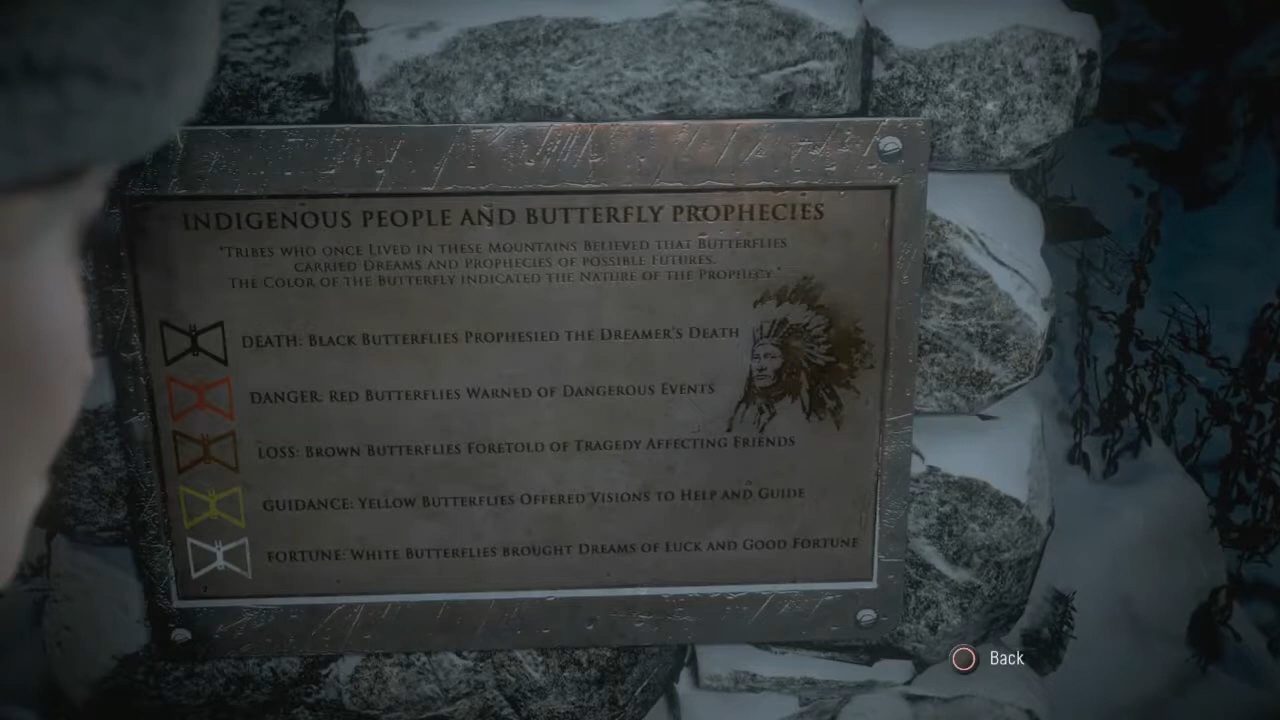 INDIGENOUS PEOPLE AND BUTTERFLY PROPHECIES
"TRIBES WHO ONCE LIVED IN THESE MOUNTAINS BELIEVED THAT BUTTERFLIES
CARRIED DREAMS AND PROPHECIES OF POSSIBLE FUTURES.
THE COLOR OF THE BUTTERFLY INDICATED THE NATURE OF THE PROPHECY."
DEATH: BLACK BUTTERFLIES PROPHESIED THE DREAMER'S DEATH
DANGER: RED BUTTERFLIES WARNED OF DANGEROUS EVENTS
LOSS: BROWN BUTTERFLIES FORETOLD OF TRAGEDY AFFECTING FRIENDS
GUIDANCE: YELLOW BUTTERFLIES OFFERED VISIONS TO HELP AND GUIDE
FORTUNE: WHITE BUTTERFLIES BROUGHT DREAMS OF LUCK AND GOOD FORTUNE
Back